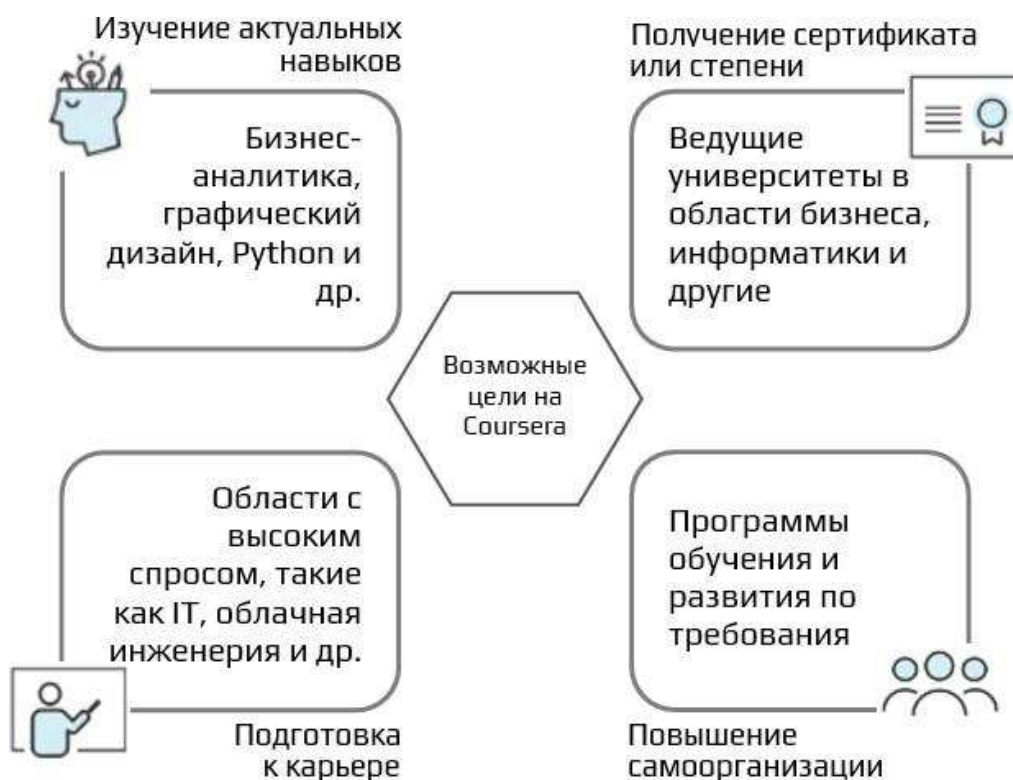 Изучение актуальных
навыков
Бизнес-
аналитика,
графический
дизайн, Python и
др.
Получение сертификата
или степени
Ведущие
университеты в
области бизнеса,
информатики и
другие
Возможные
цели на
Coursera
Области с
высоким
спросом, такие
как IT, облачная
инженерия и др.
Подготовка
к карьере
Программы
обучения и
развития по
требования
Повышение
самоорганизации